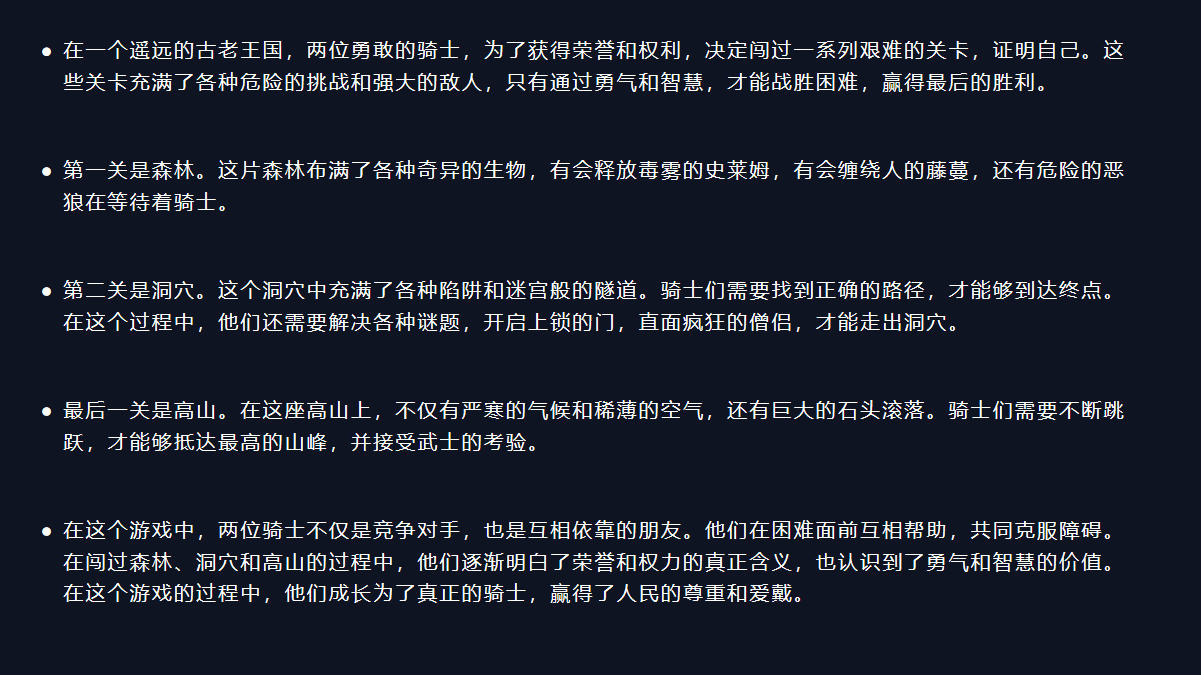 ● 在一个遥远的古老王国，两位勇敢的骑士，为了获得荣誉和权利，决定闯过一系列艰难的关卡，证明自己。这
些关卡充满了各种危险的挑战和强大的敌人，只有通过勇气和智慧，才能战胜困难，赢得最后的胜利。
● 第一关是森林。这片森林布满了各种奇异的生物，有会释放毒雾的史莱姆，有会缠绕人的藤蔓，还有危险的恶
狼在等待着骑士。
● 第二关是洞穴。这个洞穴中充满了各种陷阱和迷宫般的隧道。骑士们需要找到正确的路径，才能够到达终点。
在这个过程中，他们还需要解决各种谜题，开启上锁的门，直面疯狂的僧侣，才能走出洞穴。
● 最后一关是高山。在这座高山上，不仅有严寒的气候和稀薄的空气，还有巨大的石头滚落。骑士们需要不断跳
跃，才能够抵达最高的山峰，并接受武士的考验。
● 在这个游戏中，两位骑士不仅是竞争对手，也是互相依靠的朋友。他们在困难面前互相帮助，共同克服障碍。
在闯过森林、洞穴和高山的过程中，他们逐渐明白了荣誉和权力的真正含义，也认识到了勇气和智慧的价值。
在这个游戏的过程中，他们成长为了真正的骑士，赢得了人民的尊重和爱戴。